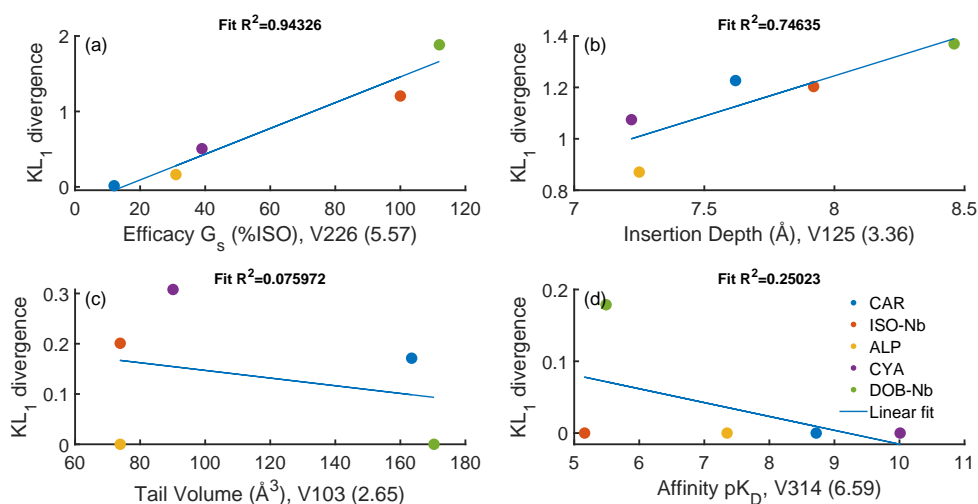 Fit R²=0.94326
(a)
KL₁ divergence
2
1
0
0 20 40 60 80 100 120
Efficacy Gₛ (%ISO), V226 (5.57)
Fit R²=0.74635
(b)
KL₁ divergence
1.4
1.2
1
0.8
7 7.5 8 8.5
Insertion Depth (Å), V125 (3.36)
Fit R²=0.075972
(c)
KL₁ divergence
0.3
0.2
0.1
0
60 80 100 120 140 160 180
Tail Volume (Å³), V103 (2.65)
Fit R²=0.25023
(d)
KL₁ divergence
0.2
0.1
0
5 6 7 8 9 10 11
Affinity pK_D, V314 (6.59)
CAR
ISO-Nb
ALP
CYA
DOB-Nb
Linear fit